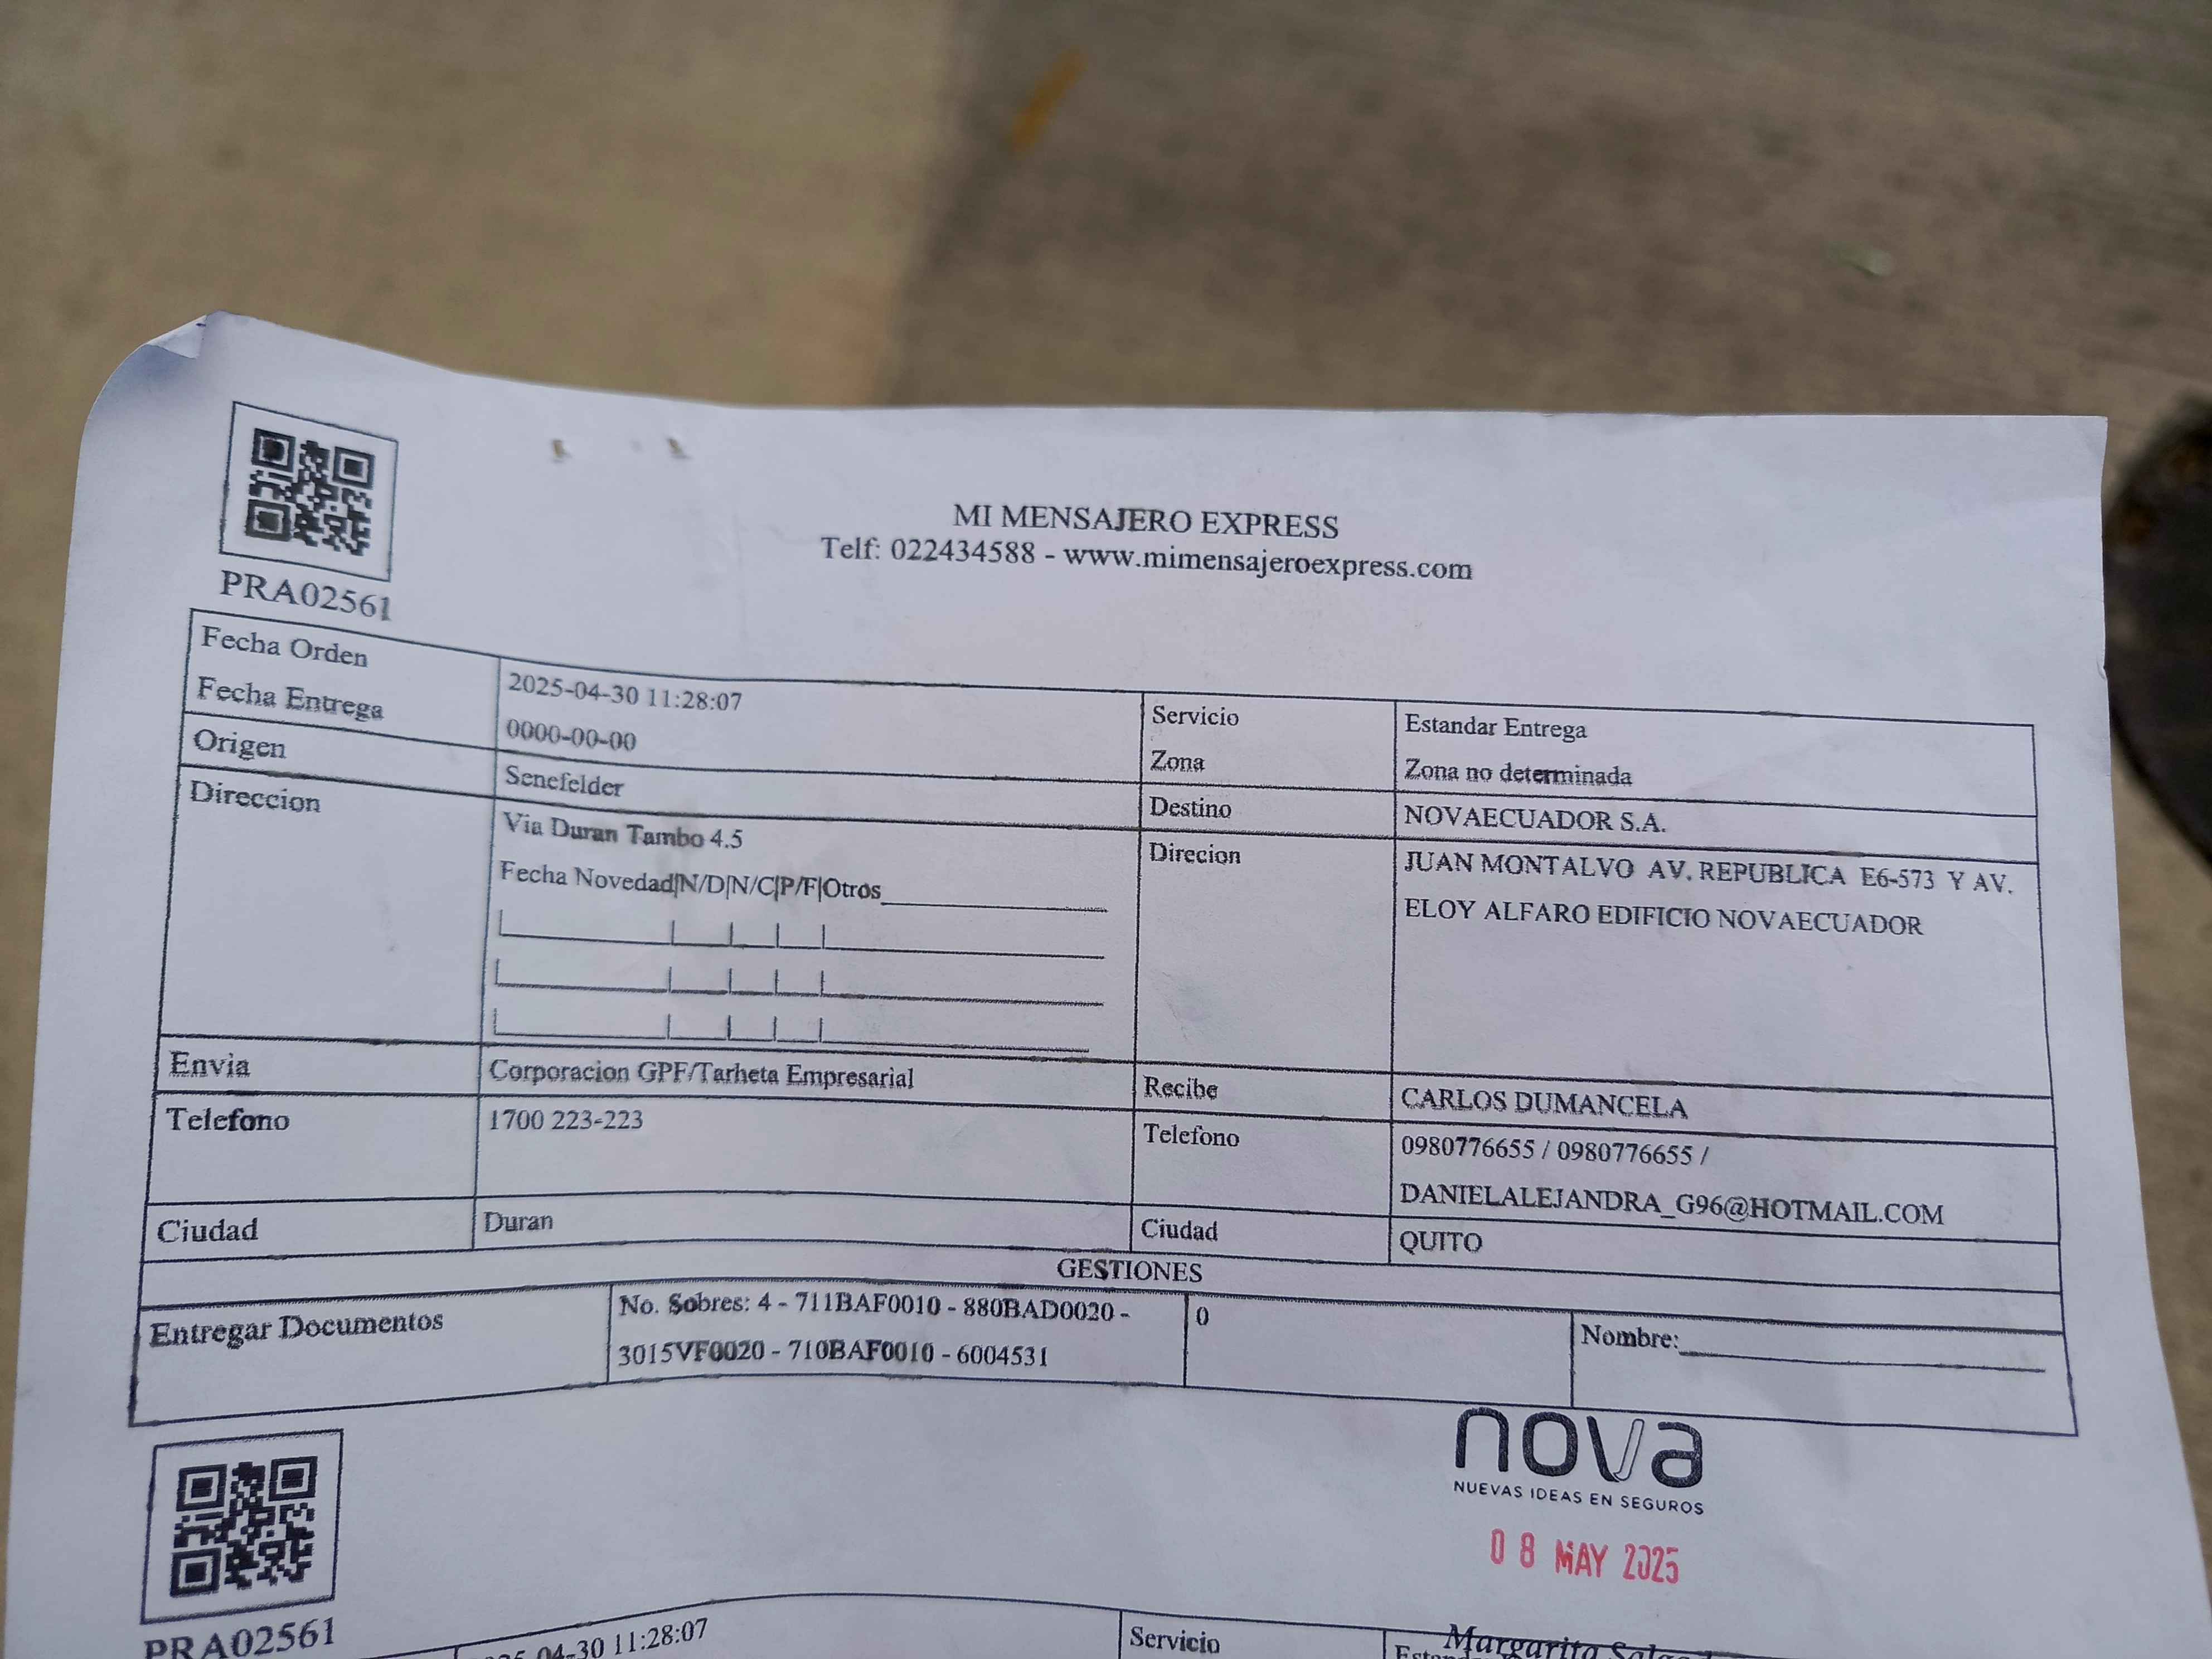 MI MENSAJERO EXPRESS
Telf: 022434588 - www.mimensajeroexpress.com
PRA02561
Fecha Orden 2025-04-30 11:28:07 Servicio Estandar Entrega
Fecha Entrega 0000-00-00 Zona Zona no determinada
Origen Senefelder Destino NOVAECUADOR S.A.
Direccion Via Duran Tambo 4.5 Direcion JUAN MONTALVO AV. REPUBLICA E6-573 Y AV.
Fecha Novedad|N/D|N/C|P/F|Otros ELOY ALFARO EDIFICIO NOVAECUADOR
Envia Corporacion GPF/Tarheta Empresarial Recibe CARLOS DUMANCELA
Telefono 1700 223-223 Telefono 0980776655 / 0980776655 /
DANIELALEJANDRA_G96@HOTMAIL.COM
Ciudad Duran Ciudad QUITO
GESTIONES
Entregar Documentos No. Sobres: 4 - 711BAF0010 - 880BAD0020 - 0 Nombre:
3015VF0020 - 710BAF0010 - 6004531
nova
NUEVAS IDEAS EN SEGUROS
08 MAY 2025
PRA02561
04-30 11:28:07 Servicio
Margarita